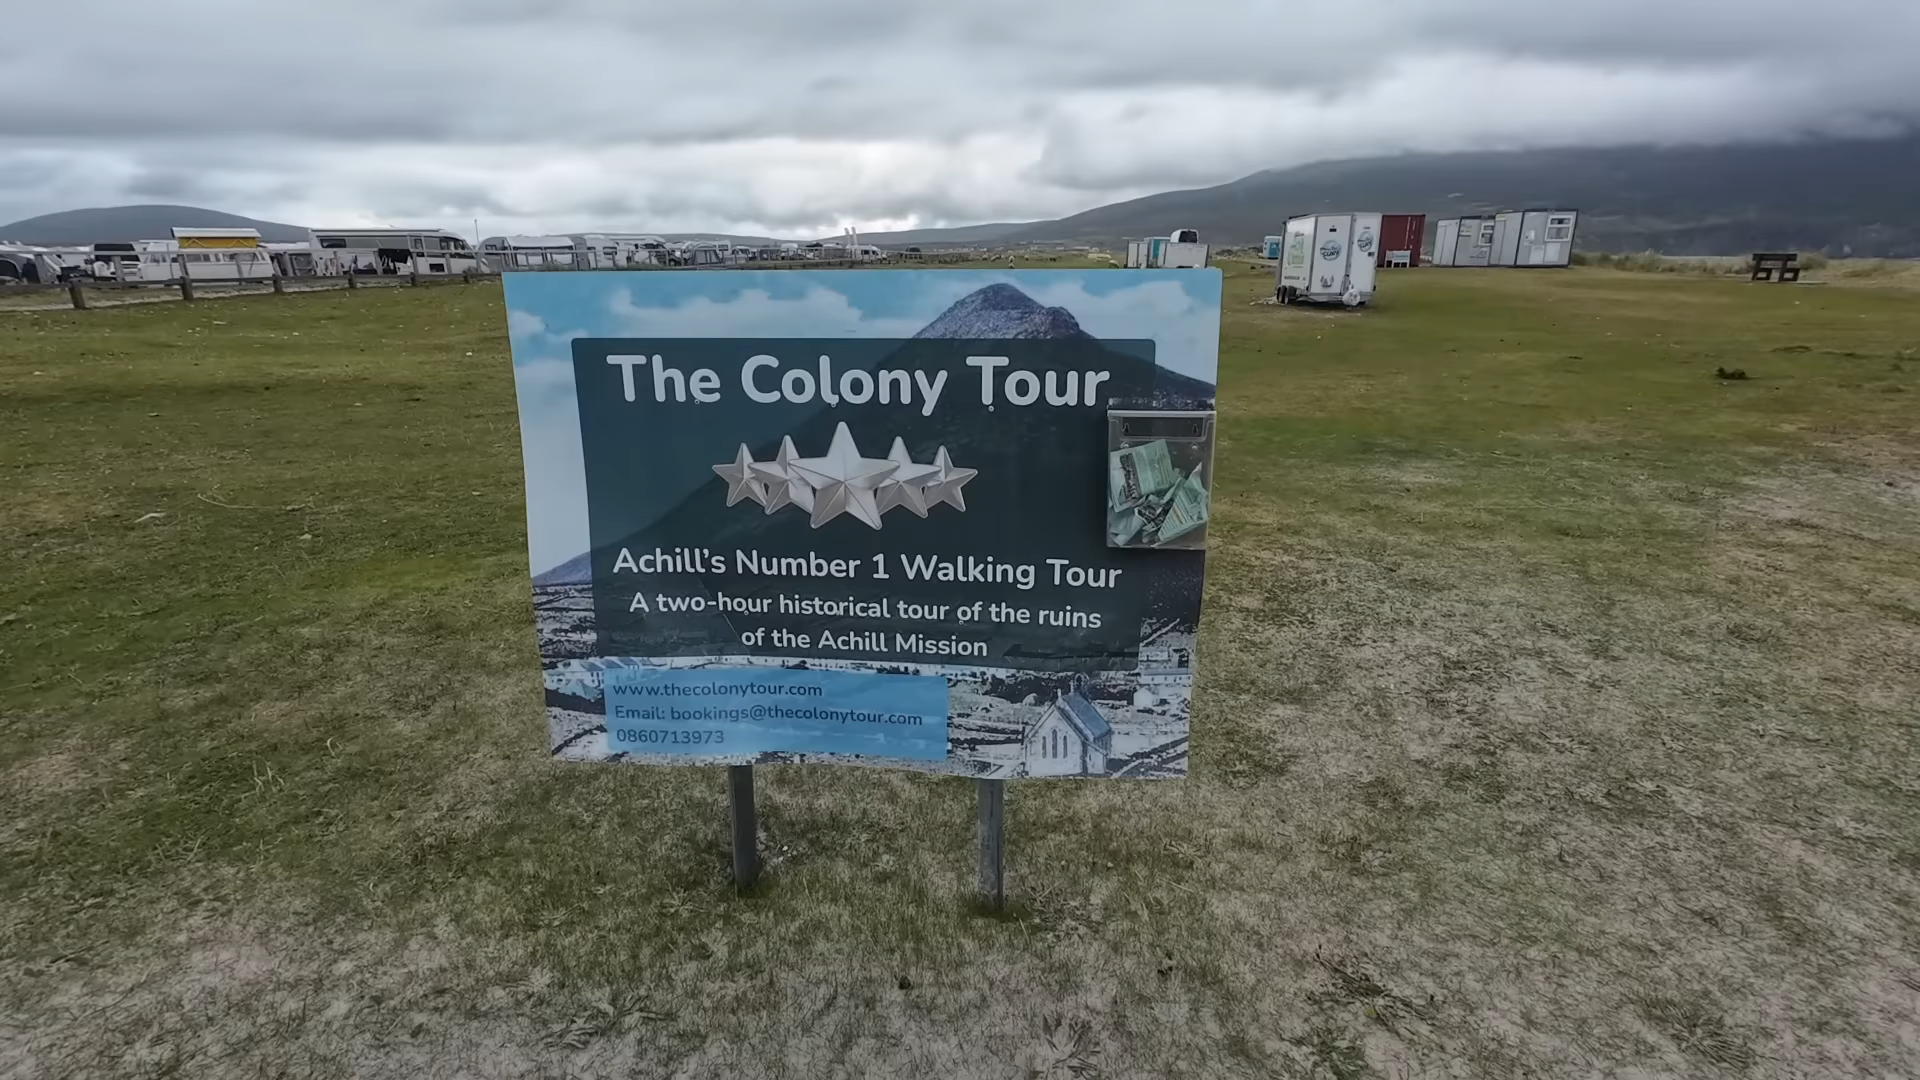 The Colony Tour
Achill's Number 1 Walking Tour
A two-hour historical tour of the ruins
of the Achill Mission
www.thecolonytour.com
Email: bookings@thecolonytour.com
0860713973